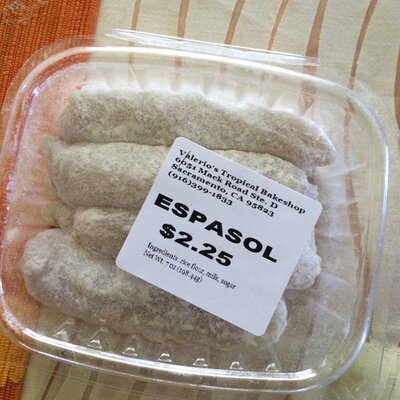 Valerio's Tropical Bakeshop
6051 Mack Road Ste. D
Sacramento, CA 95823
(916)399-1833
ESPASOL
$2.25
Ingredients: rice flour, milk, sugar
Net Wt. 7 oz (198.44g)